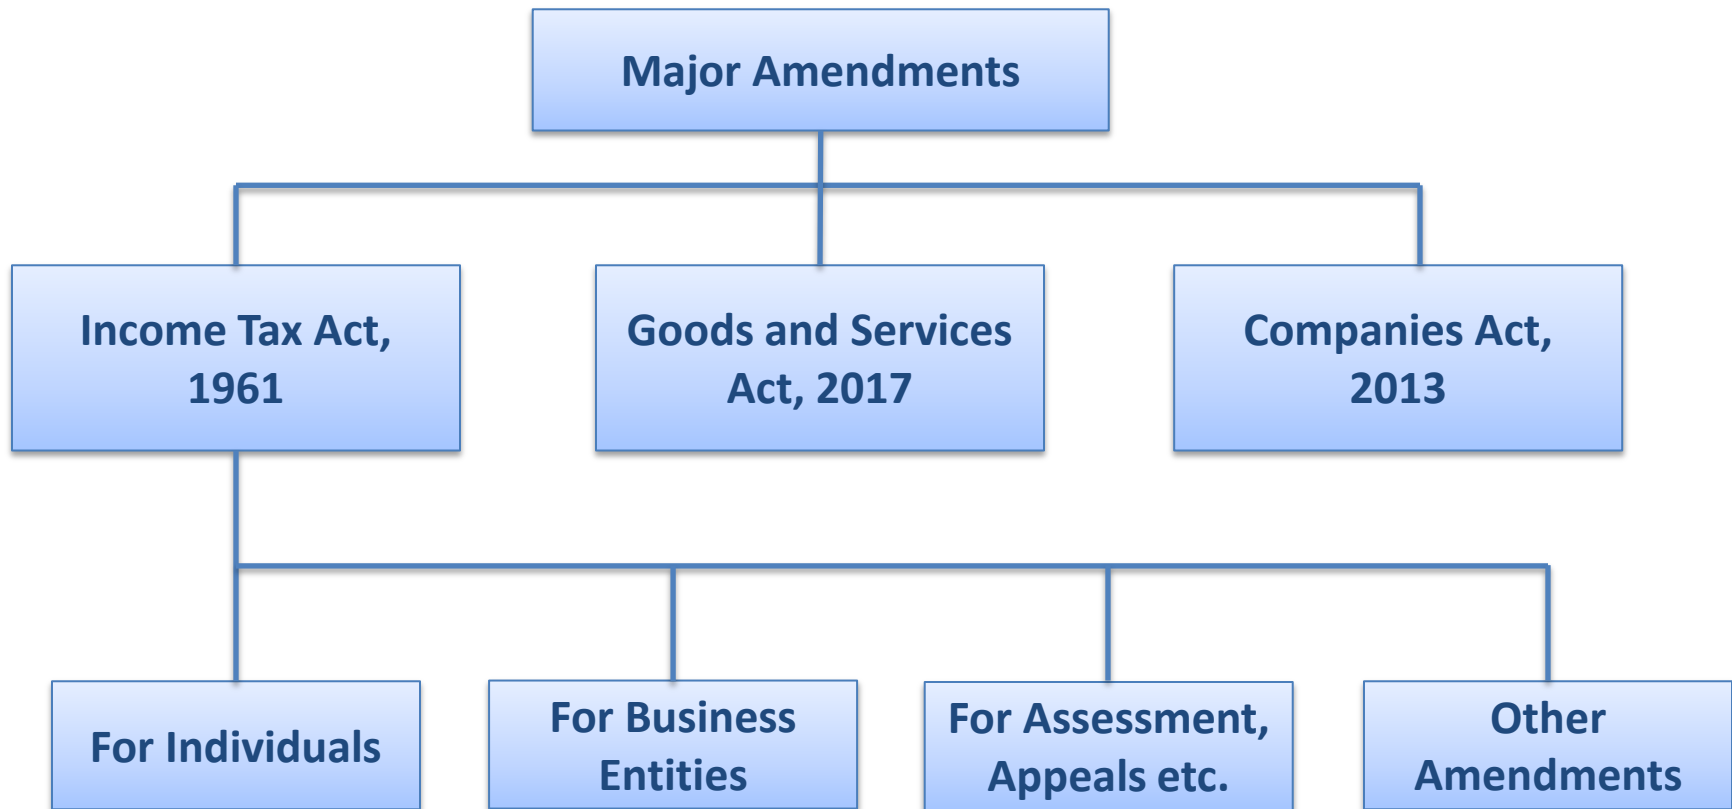 Major Amendments
Income Tax Act,
1961
Goods and Services
Act, 2017
Companies Act,
2013
For Individuals
For Business
Entities
For Assessment,
Appeals etc.
Other
Amendments